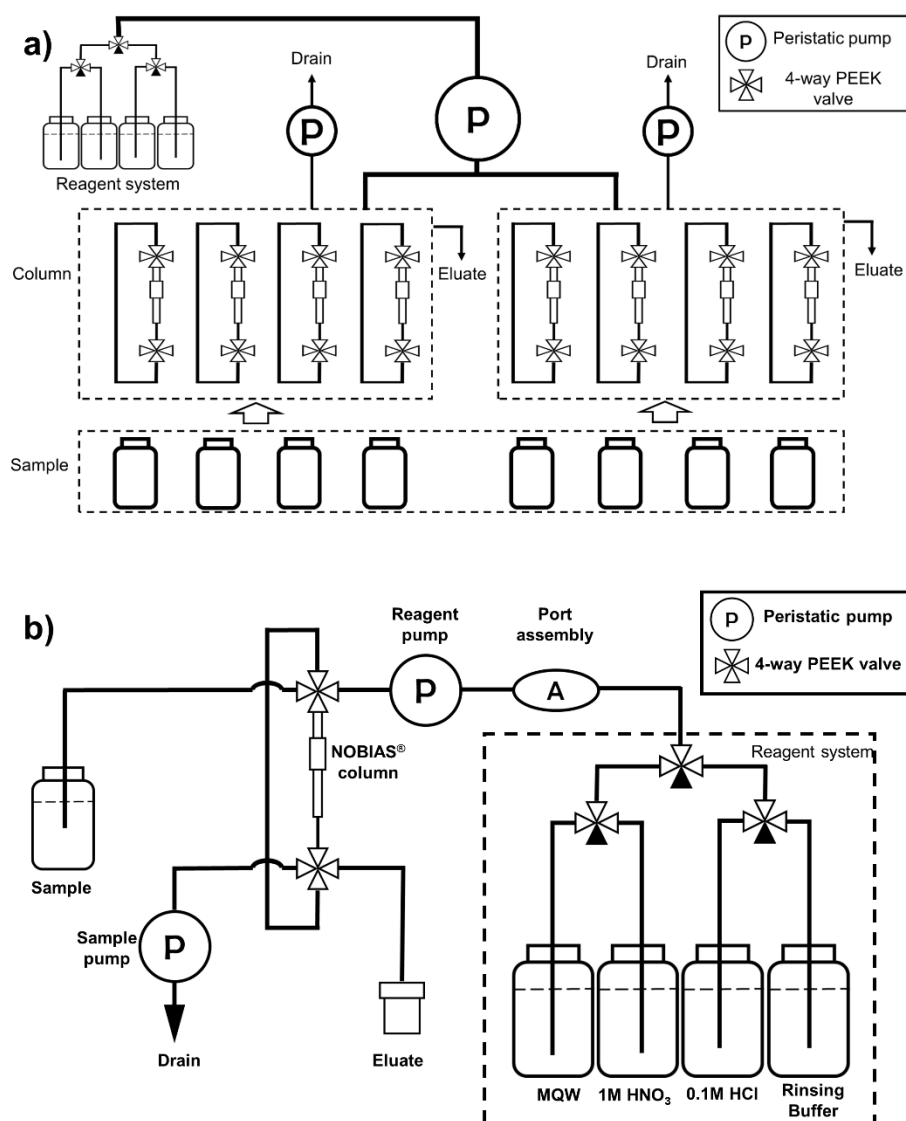 a)
Drain
Drain
P
Peristatic pump
4-way PEEK
valve
P
P
P
Reagent system
Column
Eluate
Eluate
Sample
b)
Reagent
pump
Port
assembly
P
Peristatic pump
4-way PEEK valve
P
A
NOBIAS®
column
Reagent system
Sample
Sample
pump
P
Drain
Eluate
MQW
1M HNO₃
0.1M HCl
Rinsing
Buffer